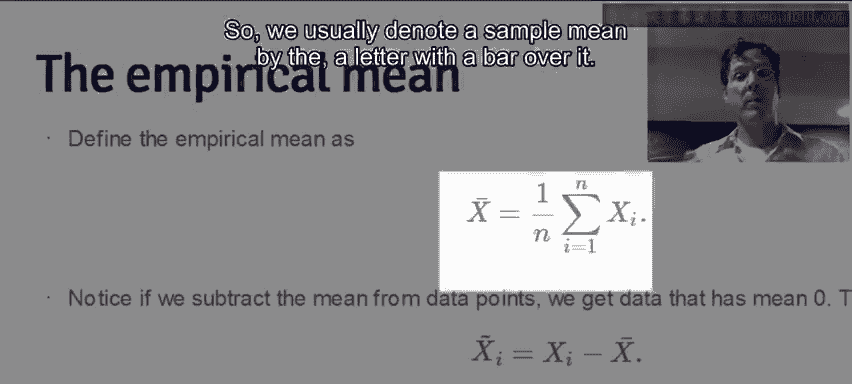 So, we usually denote a sample mean
by the, a letter with a bar over it.
The empirical mean
· Define the empirical mean as
X̄ = 1/n ∑_{i=1}^{n} X_i.
· Notice if we subtract the mean from data points, we get data that has mean 0. T
X̃_i = X_i − X̄.